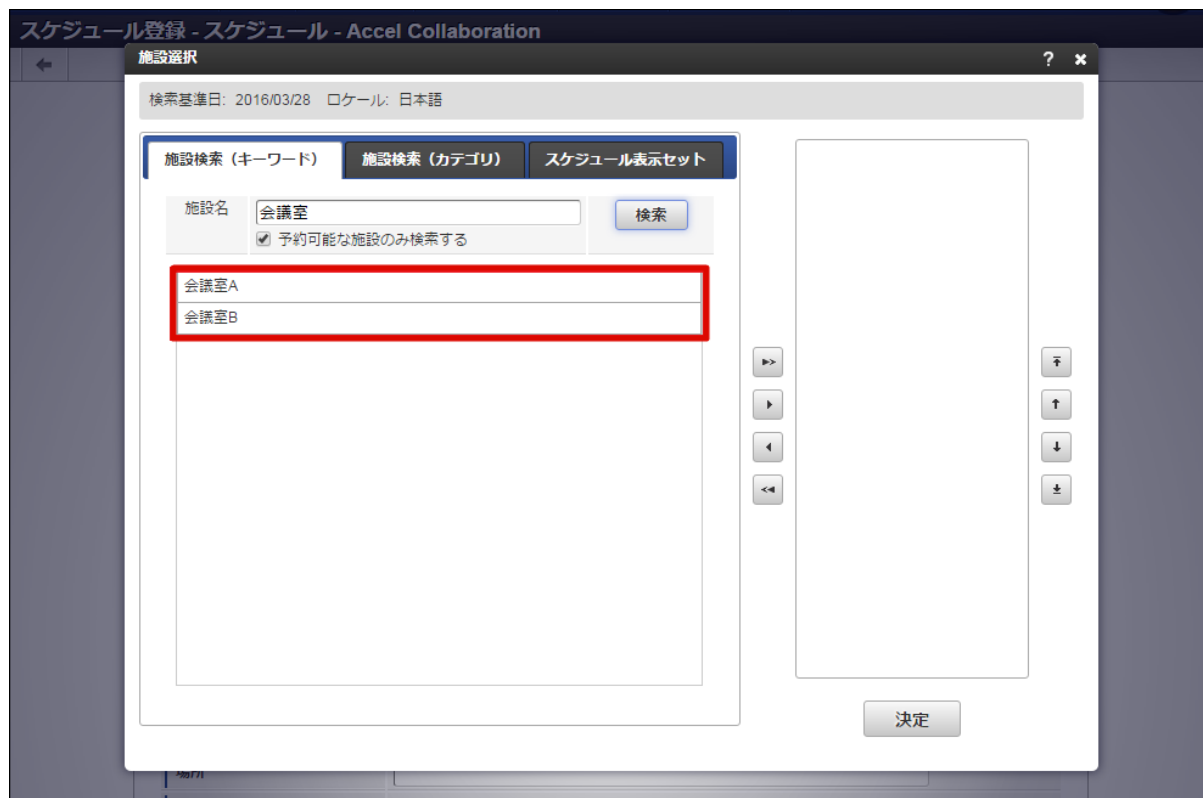 スケジュール登録 - スケジュール - Accel Collaboration
施設選択
検索基準日: 2016/03/28 ロケール: 日本語
施設検索（キーワード） 施設検索（カテゴリ） スケジュール表示セット
施設名 会議室 検索
予約可能な施設のみ検索する
会議室A
会議室B
決定
場所